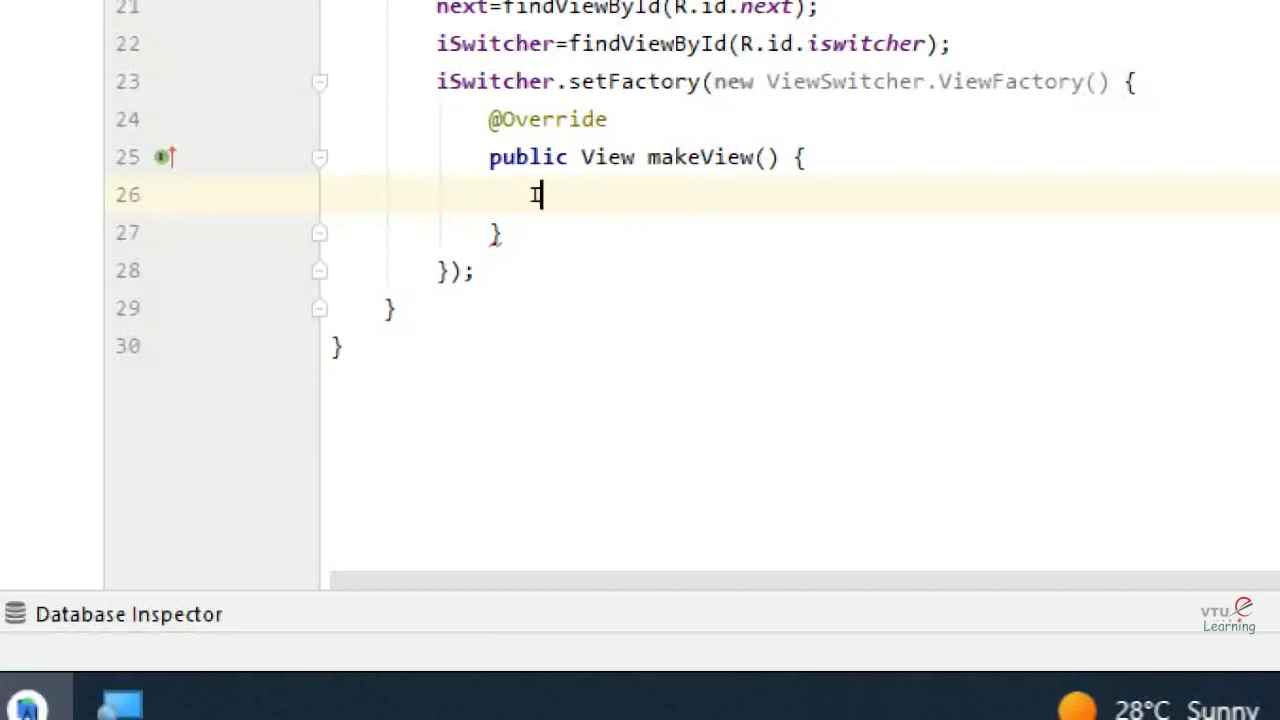 21 next=findViewById(R.id.next);
22 iSwitcher=findViewById(R.id.iswitcher);
23 iSwitcher.setFactory(new ViewSwitcher.ViewFactory() {
24 @Override
25 public View makeView() {
26
27 }
28 });
29 }
30 }
Database Inspector
VTU e
Learning
28°C Sunny